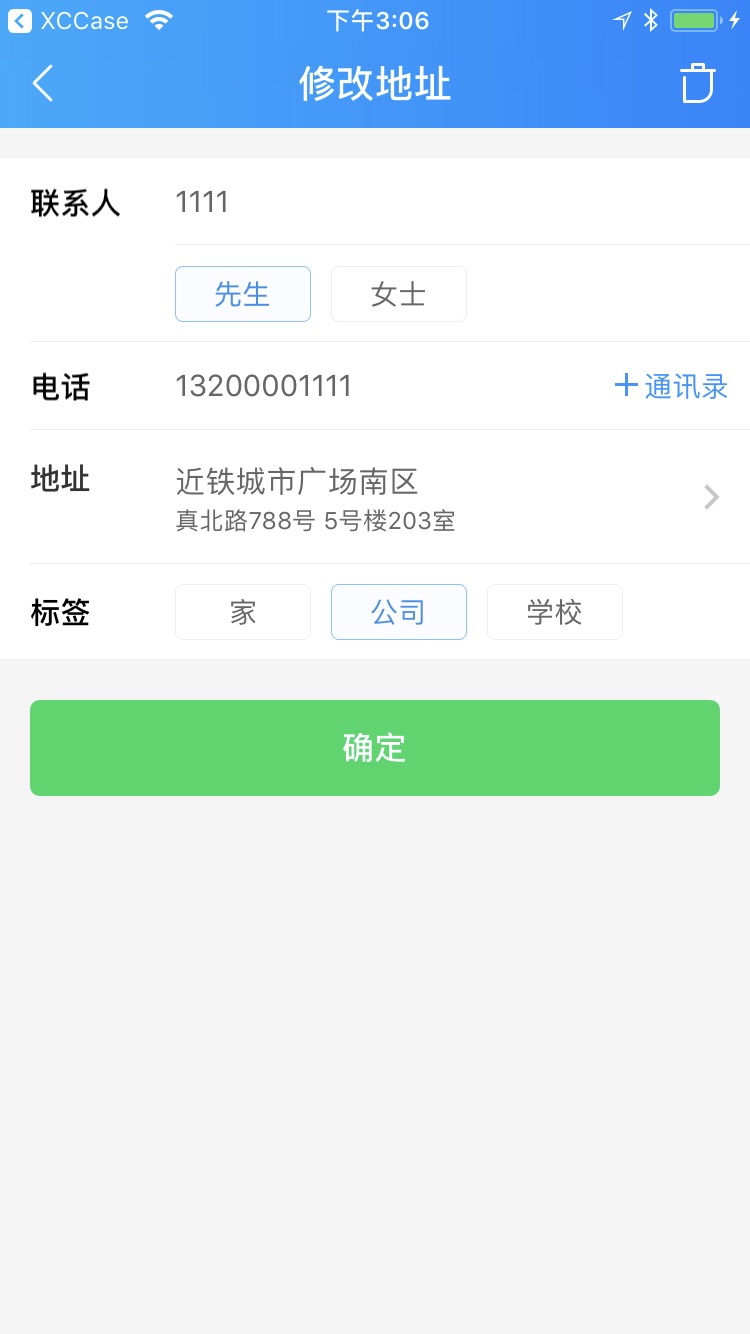 XCCase 下午3:06
修改地址
联系人 1111
先生 女士
电话 13200001111 +通讯录
地址 近铁城市广场南区
真北路788号 5号楼203室
标签 家 公司 学校
确定